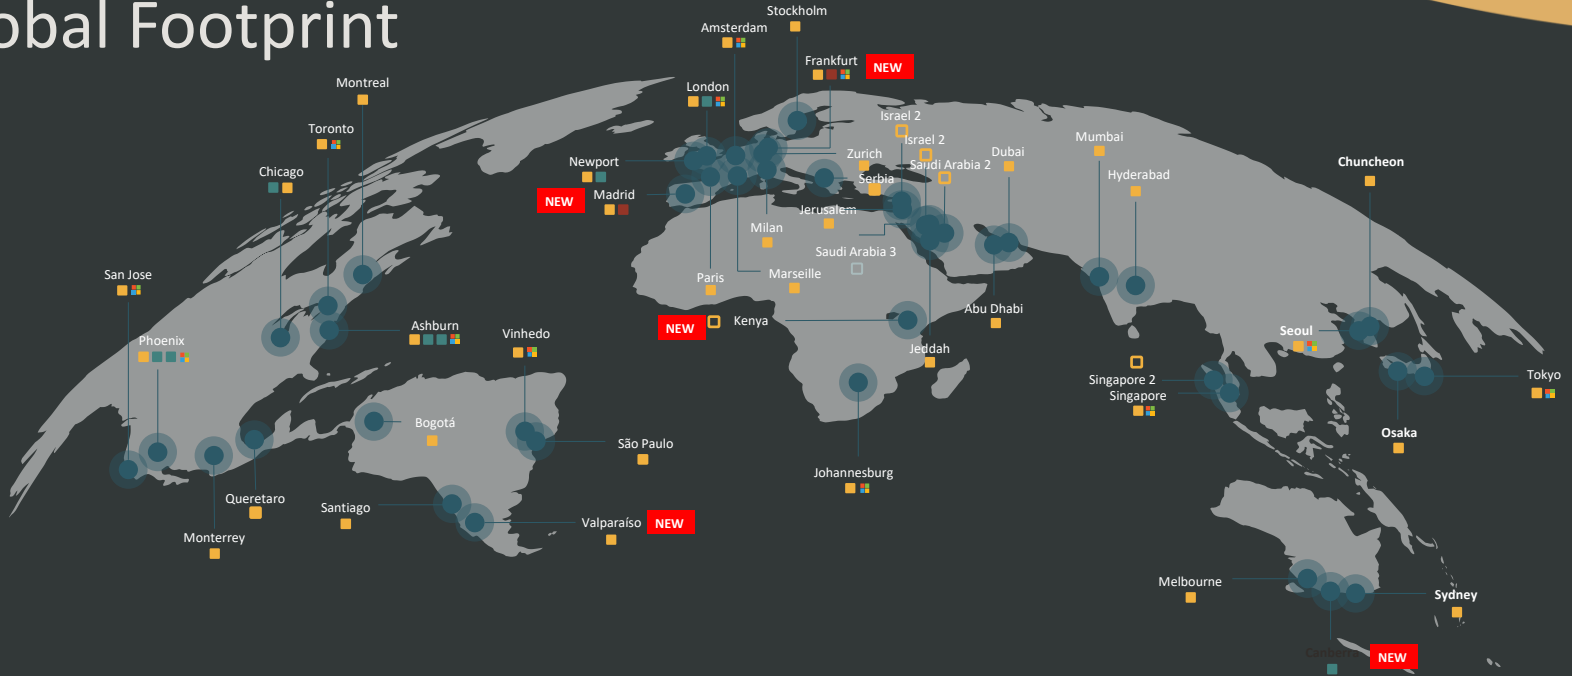 obal Footprint
Stockholm
Amsterdam
Frankfurt NEW
Montreal
London
Israel 2
Toronto
Israel 2
Mumbai
Zurich
Dubai
Chuncheon
Newport
Saudi Arabia 2
Chicago
Serbia
Hyderabad
NEW Madrid
Jerusalem
Milan
Saudi Arabia 3
San Jose
Paris
Marseille
Abu Dhabi
NEW Kenya
Ashburn
Vinhedo
Seoul
Phoenix
Jeddah
Singapore 2
Tokyo
Singapore
Bogotá
Osaka
São Paulo
Johannesburg
Queretaro
Santiago
Valparaíso NEW
Monterrey
Melbourne
Sydney
Canberra NEW